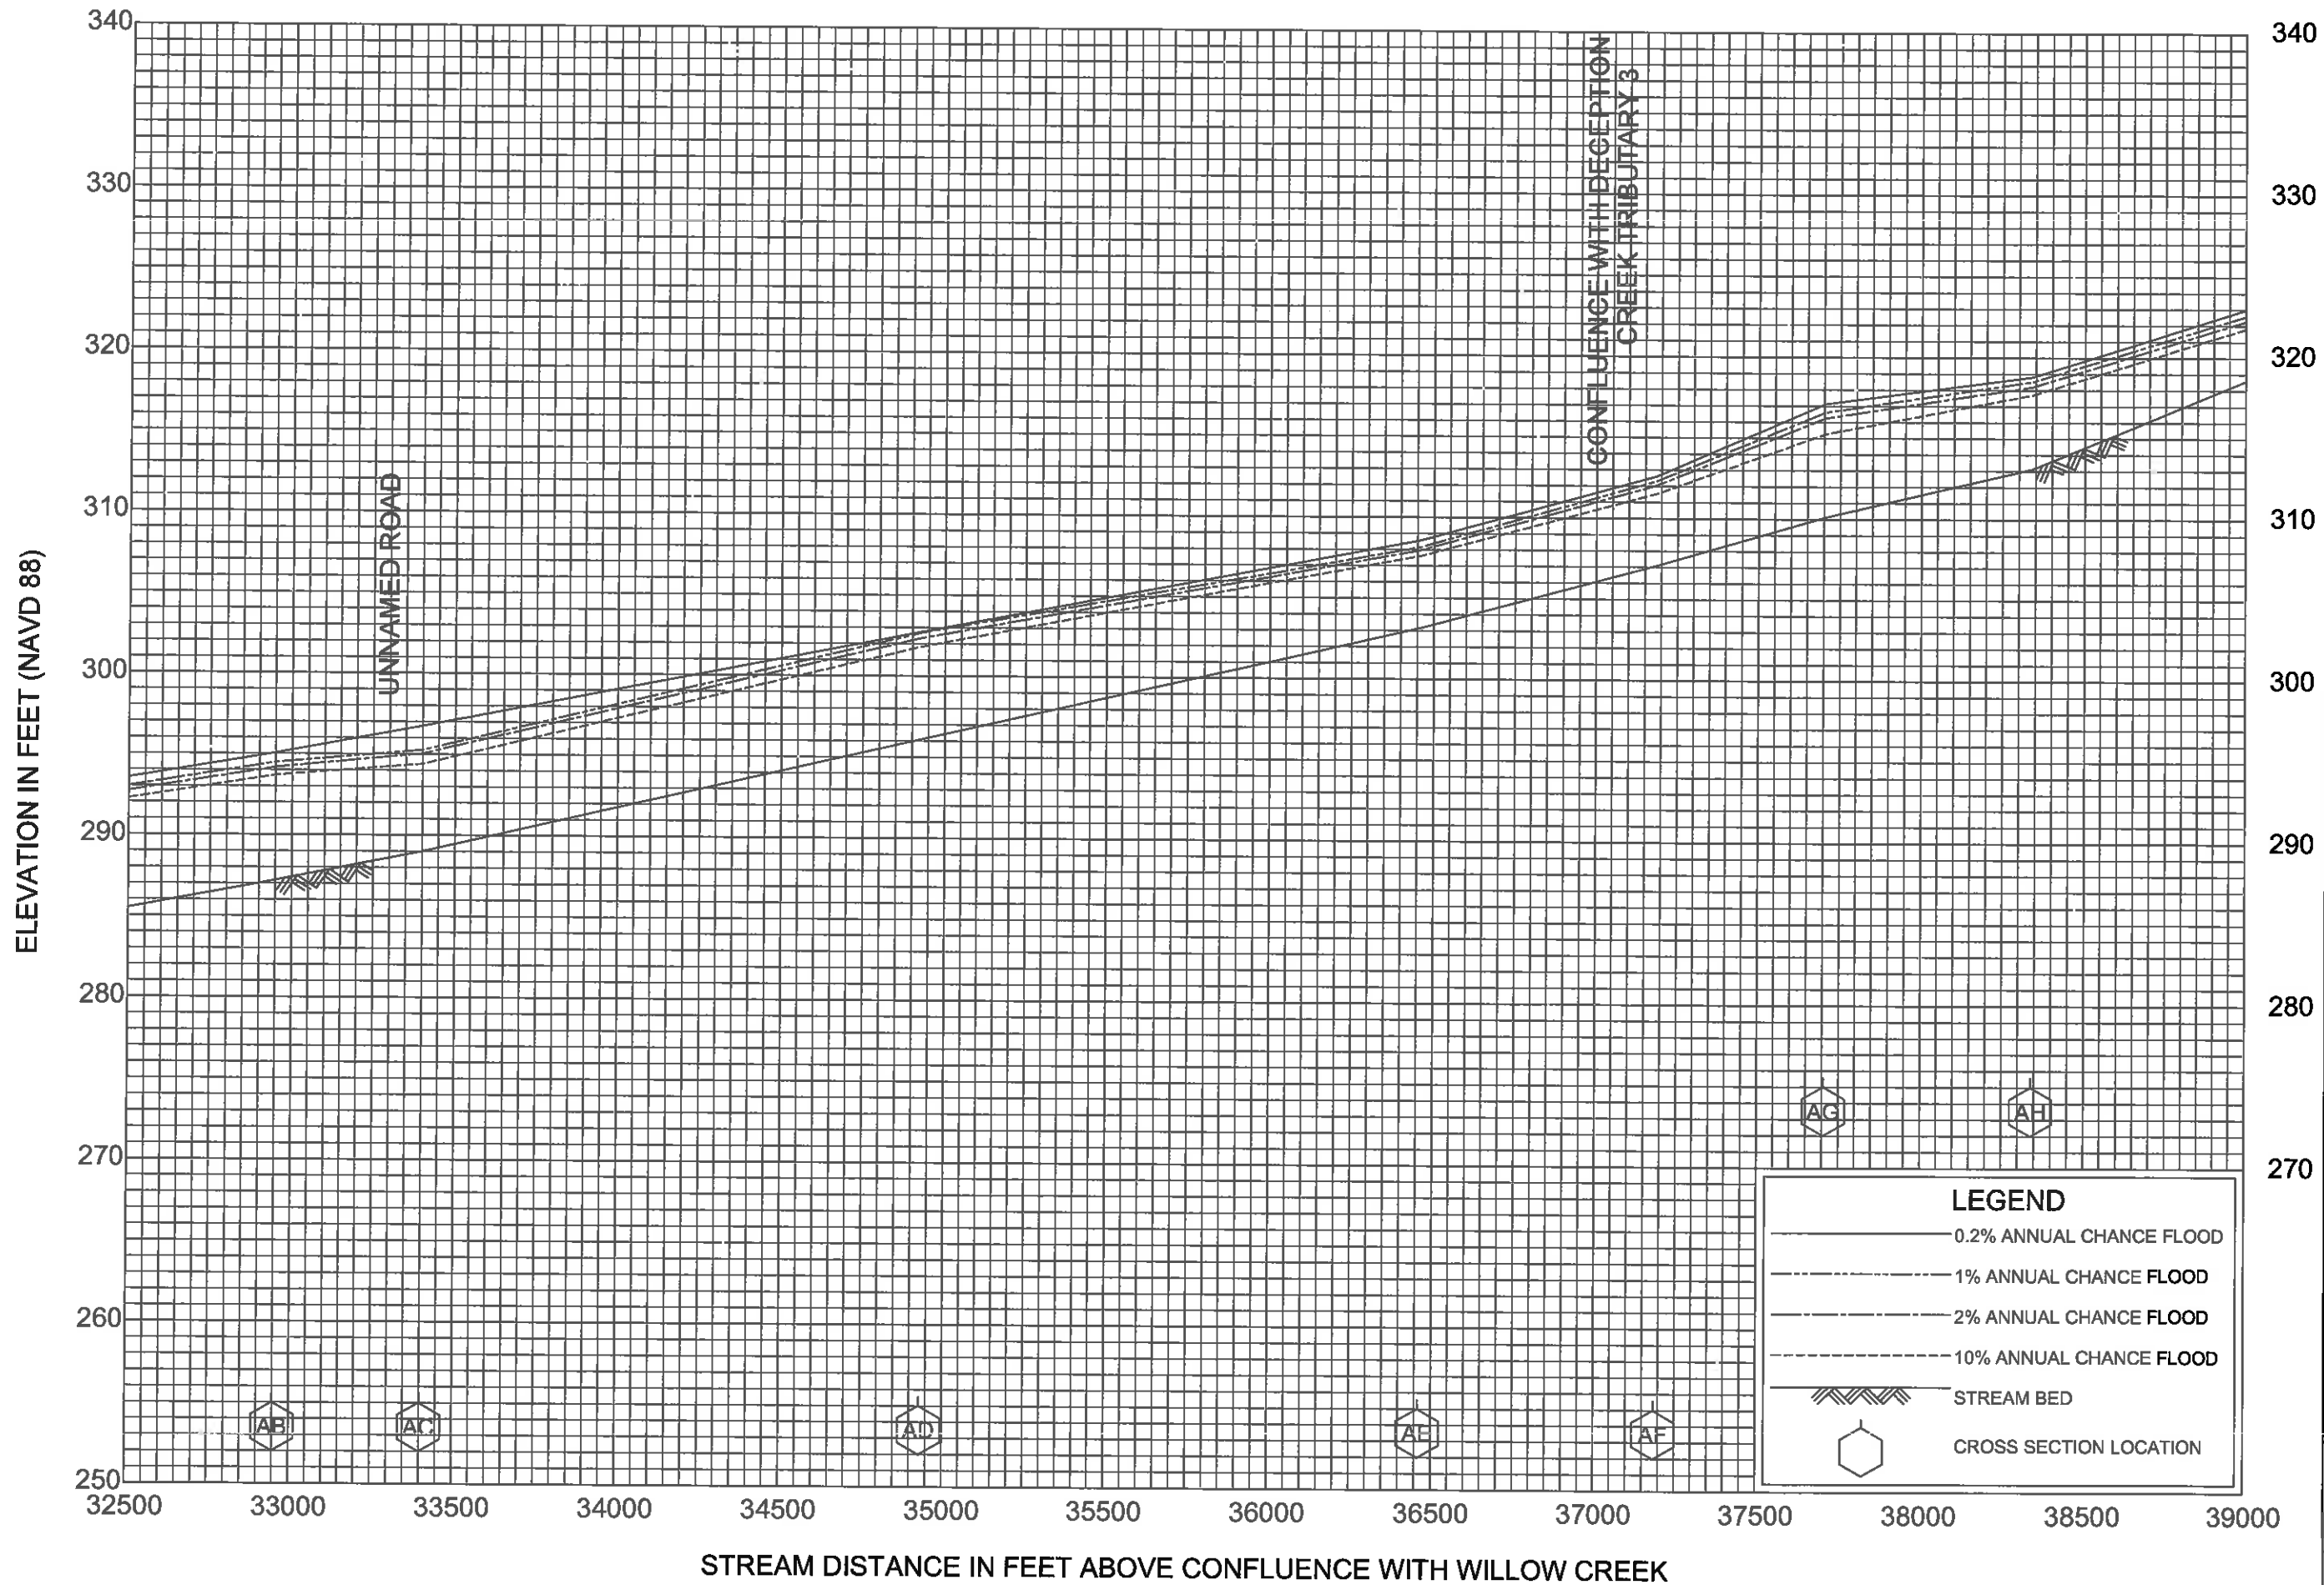 340
330
320
310
300
290
280
270
260
250
ELEVATION IN FEET (NAVD 88)
340
330
320
310
300
290
280
270
UNNAMED ROAD
CONFLUENCE WITH DECEPTION
CREEK TRIBUTARY 3
AG
AH
AB
AC
AD
AE
AF
LEGEND
0.2% ANNUAL CHANCE FLOOD
1% ANNUAL CHANCE FLOOD
2% ANNUAL CHANCE FLOOD
10% ANNUAL CHANCE FLOOD
STREAM BED
CROSS SECTION LOCATION
32500 33000 33500 34000 34500 35000 35500 36000 36500 37000 37500 38000 38500 39000
STREAM DISTANCE IN FEET ABOVE CONFLUENCE WITH WILLOW CREEK